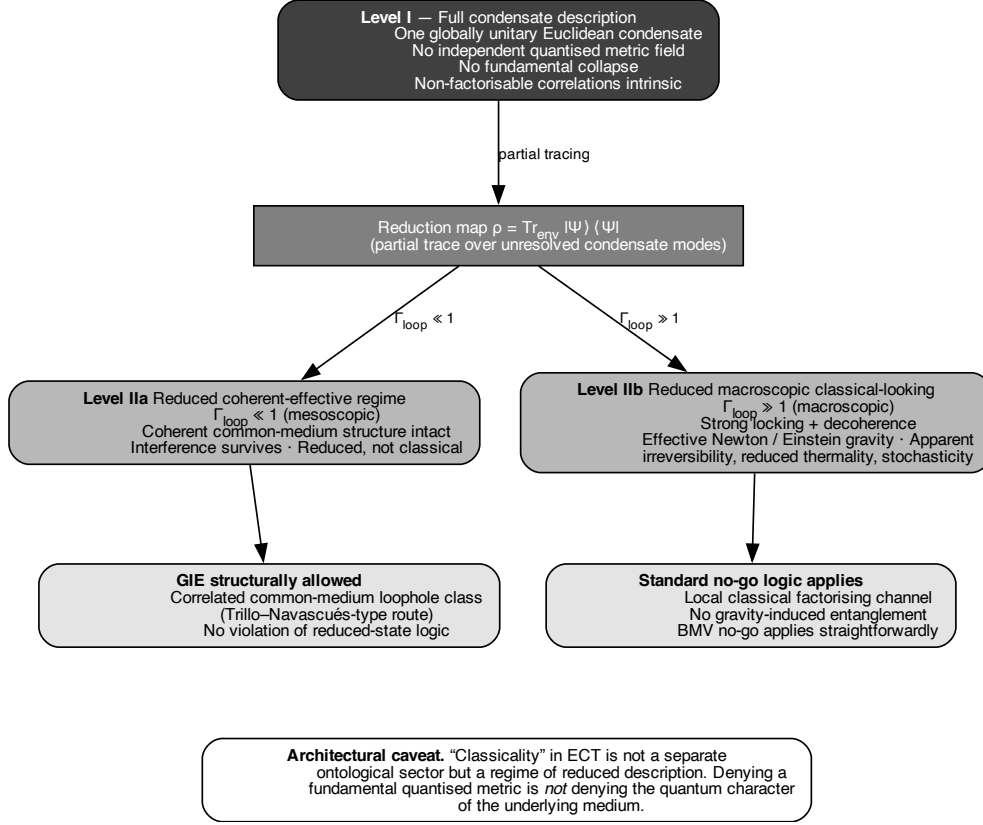 Level I — Full condensate description
One globally unitary Euclidean condensate
No independent quantised metric field
No fundamental collapse
Non-factorisable correlations intrinsic
partial tracing
Reduction map ρ = Tr_env |Ψ⟩ ⟨Ψ|
(partial trace over unresolved condensate modes)
Γ_loop ≪ 1
Γ_loop ≫ 1
Level IIa Reduced coherent-effective regime
Γ_loop ≪ 1 (mesoscopic)
Coherent common-medium structure intact
Interference survives · Reduced, not classical
Level IIb Reduced macroscopic classical-looking
Γ_loop ≫ 1 (macroscopic)
Strong locking + decoherence
Effective Newton / Einstein gravity · Apparent
irreversibility, reduced thermality, stochasticity
GIE structurally allowed
Correlated common-medium loophole class
(Trillo–Navascués-type route)
No violation of reduced-state logic
Standard no-go logic applies
Local classical factorising channel
No gravity-induced entanglement
BMV no-go applies straightforwardly
Architectural caveat. “Classicality” in ECT is not a separate
ontological sector but a regime of reduced description. Denying a
fundamental quantised metric is not denying the quantum character
of the underlying medium.